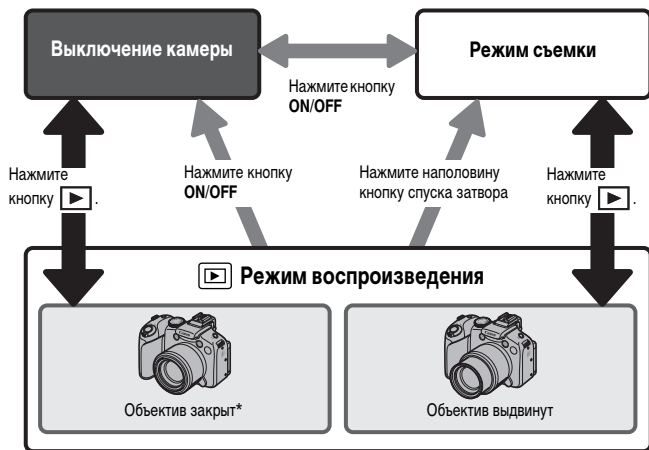 Выключение камеры
Режим съемки
Нажмите кнопку
ON/OFF
Нажмите
кнопку ▶.
Нажмите кнопку
ON/OFF
Нажмите наполовину
кнопку спуска затвора
Нажмите
кнопку ▶.
Режим воспроизведения
Объектив закрыт*
Объектив выдвинут